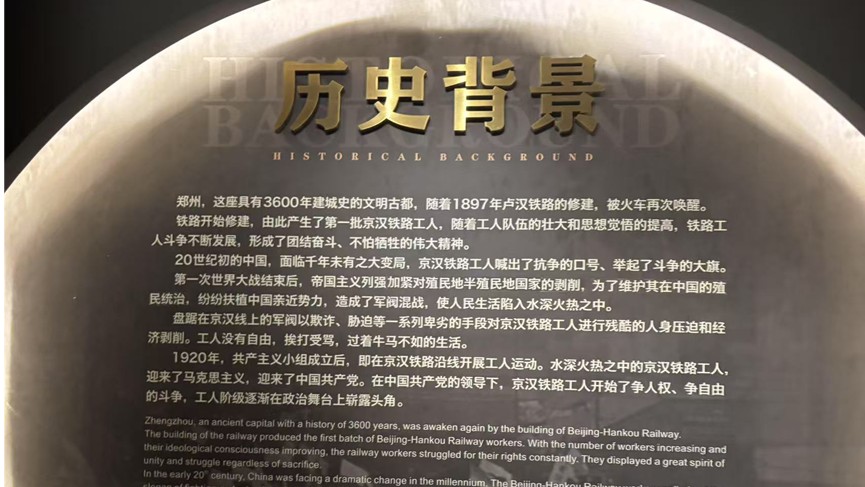 HISTORICAL
BACKGROUND
历史背景
HISTORICAL BACKGROUND
郑州，这座具有3600年建城史的文明古都，随着1897年卢汉铁路的修建，被火车再次唤醒。
铁路开始修建，由此产生了第一批京汉铁路工人，随着工人队伍的壮大和思想觉悟的提高，铁路工
人斗争不断发展，形成了团结奋斗、不怕牺牲的伟大精神。
20世纪初的中国，面临千年未有之大变局，京汉铁路工人喊出了抗争的口号、举起了斗争的大旗。
第一次世界大战结束后，帝国主义列强加紧对殖民地半殖民地国家的剥削，为了维护其在中国的殖
民统治，纷纷扶植中国亲近势力，造成了军阀混战，使人民生活陷入水深火热之中。
盘踞在京汉线上的军阀以欺诈、胁迫等一系列卑劣的手段对京汉铁路工人进行残酷的人身压迫和经
济剥削。工人没有自由，挨打受骂，过着牛马不如的生活。
1920年，共产主义小组成立后，即在京汉铁路沿线开展工人运动。水深火热之中的京汉铁路工人，
迎来了马克思主义，迎来了中国共产党。在中国共产党的领导下，京汉铁路工人开始了争人权、争自由
的斗争，工人阶级逐渐在政治舞台上崭露头角。
Zhengzhou, an ancient capital with a history of 3600 years, was awaken again by the building of Beijing-Hankou Railway.
The building of the railway produced the first batch of Beijing-Hankou Railway workers. With the number of workers increasing and
their ideological consciousness improving, the railway workers struggled for their rights constantly. They displayed a great spirit of
unity and struggle regardless of sacrifice.
In the early 20th century, China was facing a dramatic change in the millennium. The Beijing-Hankou Railway